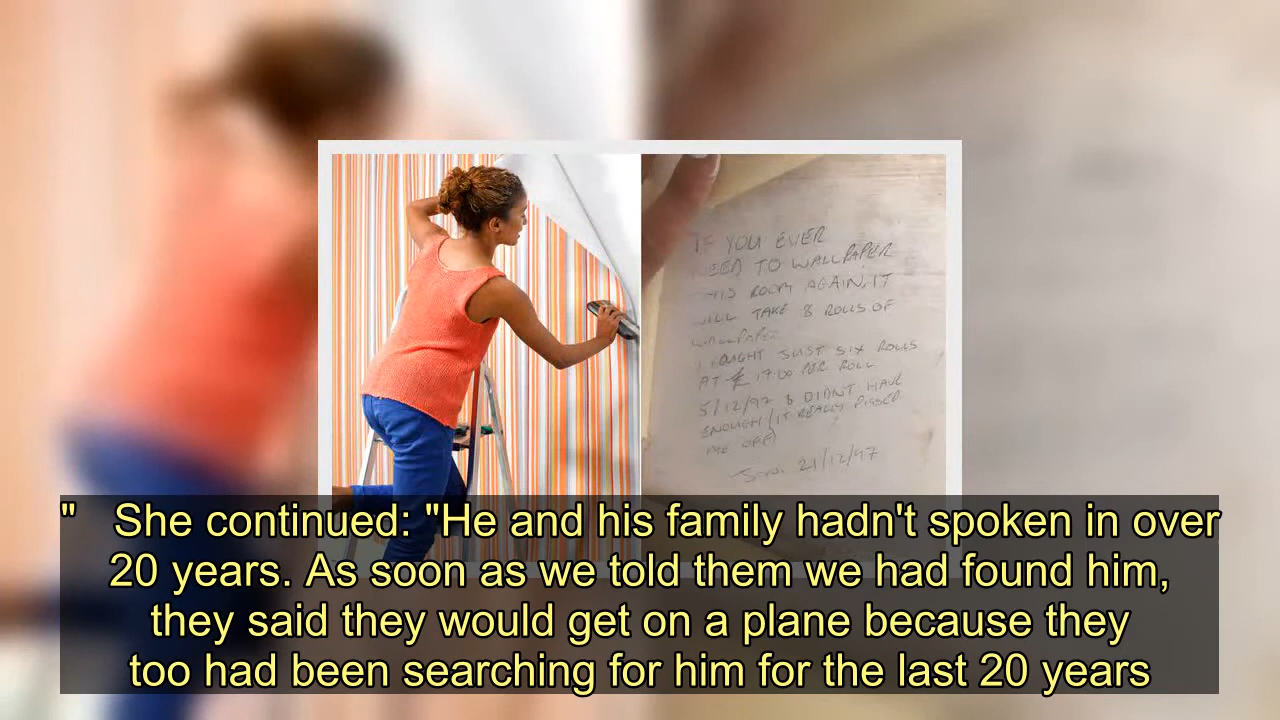 IF YOU EVER
NEED TO WALLPAPER
THIS ROOM AGAIN, IT
WILL TAKE 8 ROLLS OF
WALLPAPER
I BOUGHT JUST SIX ROLLS
AT £17.00 PER ROLL
5/12/97 & DIDNT HAVE
ENOUGH (IT REALLY PISSED
ME OFF)
21/12/97
" She continued: "He and his family hadn't spoken in over
20 years. As soon as we told them we had found him,
they said they would get on a plane because they
too had been searching for him for the last 20 years